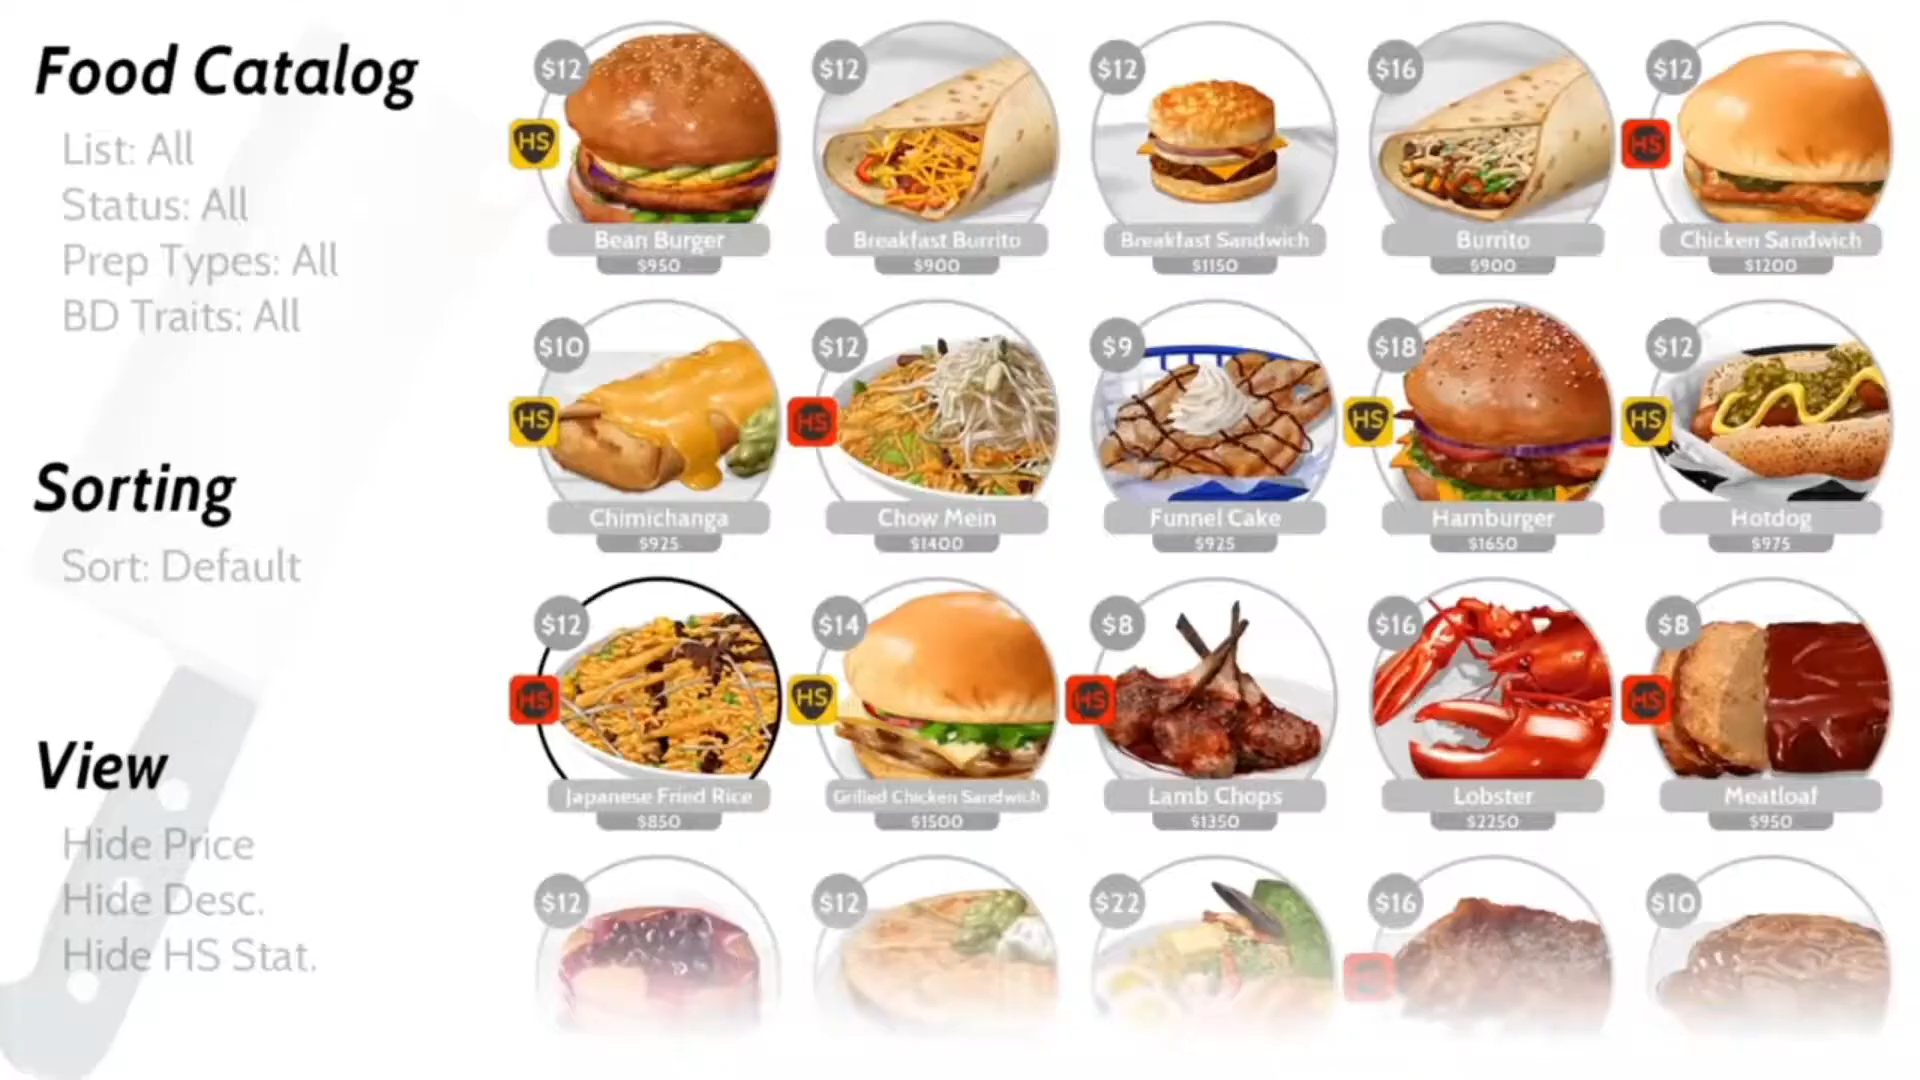 Food Catalog
List: All
Status: All
Prep Types: All
BD Traits: All
Sorting
Sort: Default
View
Hide Price
Hide Desc.
Hide HS Stat.
$12
HS
Bean Burger
$950
$12
Breakfast Burrito
$900
$12
Breakfast Sandwich
$1150
$16
Burrito
$900
$12
HS
Chicken Sandwich
$1200
$10
HS
Chimichanga
$925
$12
HS
Chow Mein
$1400
$9
Funnel Cake
$925
$18
HS
Hamburger
$1650
$12
HS
Hotdog
$975
$12
HS
Japanese Fried Rice
$850
$14
HS
Grilled Chicken Sandwich
$1500
$8
HS
Lamb Chops
$1350
$16
Lobster
$2250
$8
HS
Meatloaf
$950
$12
$12
$22
$16
$10